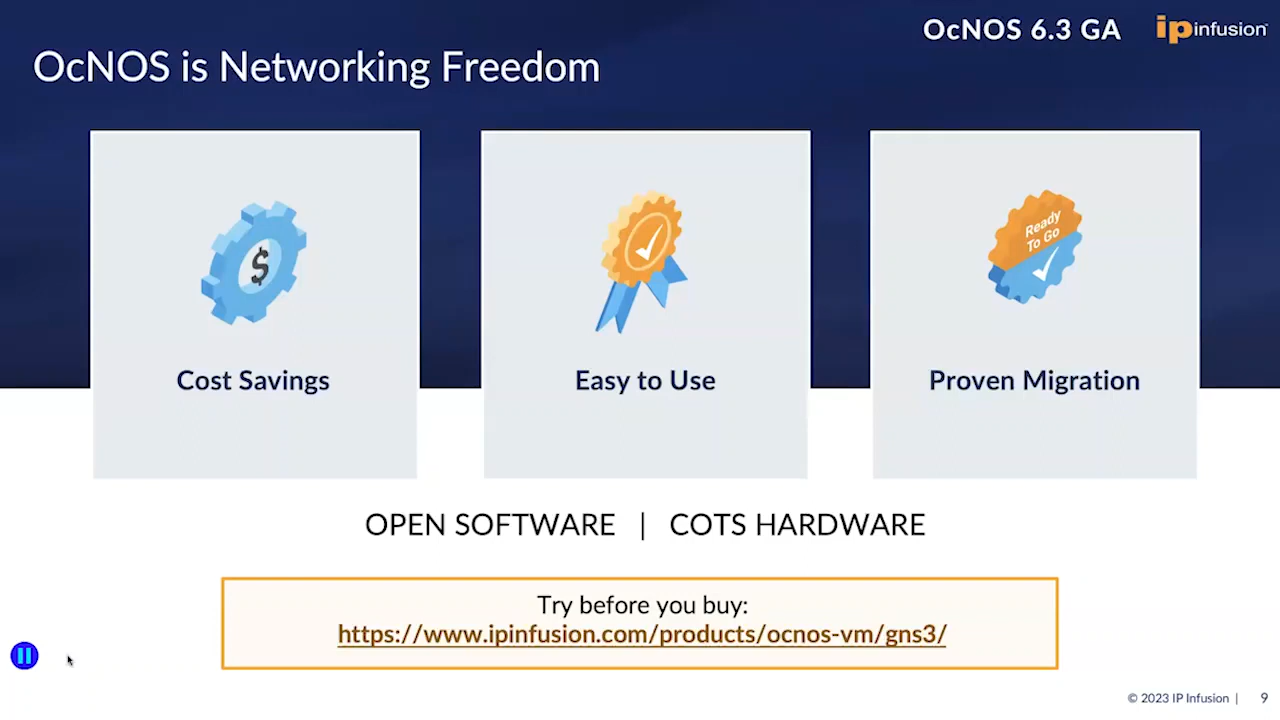 OcNOS 6.3 GA
ipinfusion™
OcNOS is Networking Freedom
$
Ready
To Go
Cost Savings
Easy to Use
Proven Migration
OPEN SOFTWARE | COTS HARDWARE
Try before you buy:
https://www.ipinfusion.com/products/ocnos-vm/gns3/
© 2023 IP Infusion | 9